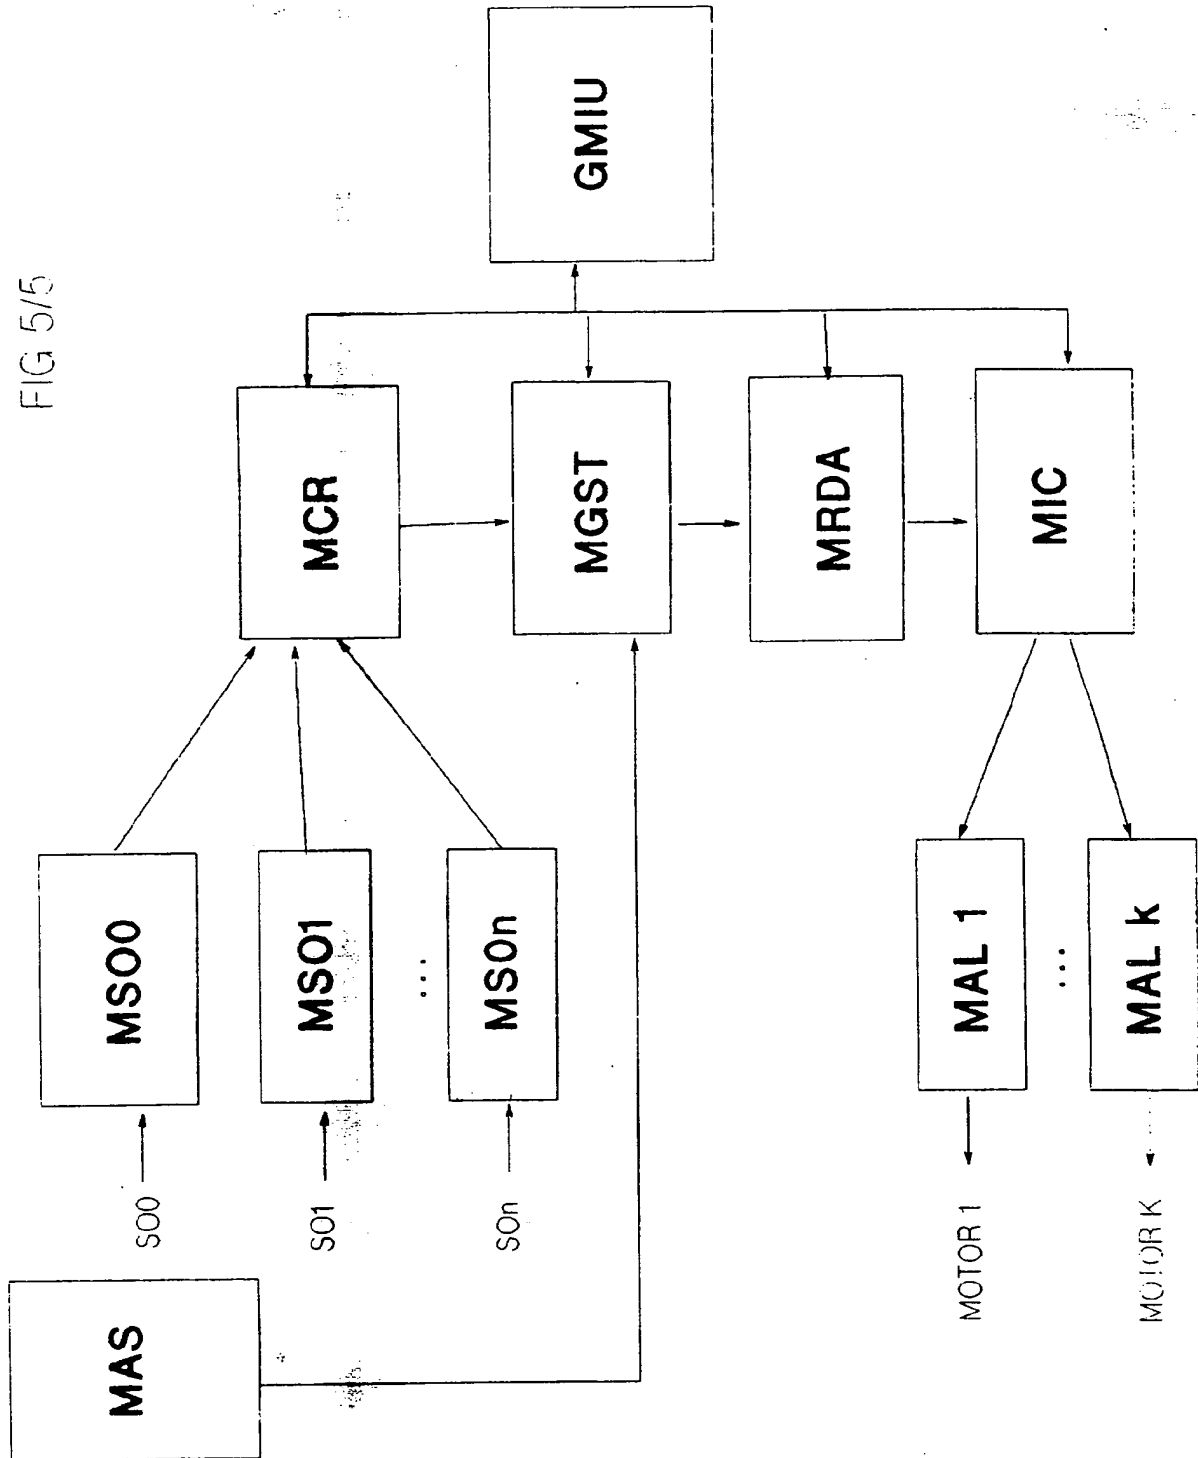 FIG 5/5
MAS
SO0
SO1
SOn
MSO0
MSO1
...
MSOn
MCR
MGST
MRDA
MIC
GMIU
MAL 1
...
MAL k
MOTOR 1
MOTOR K